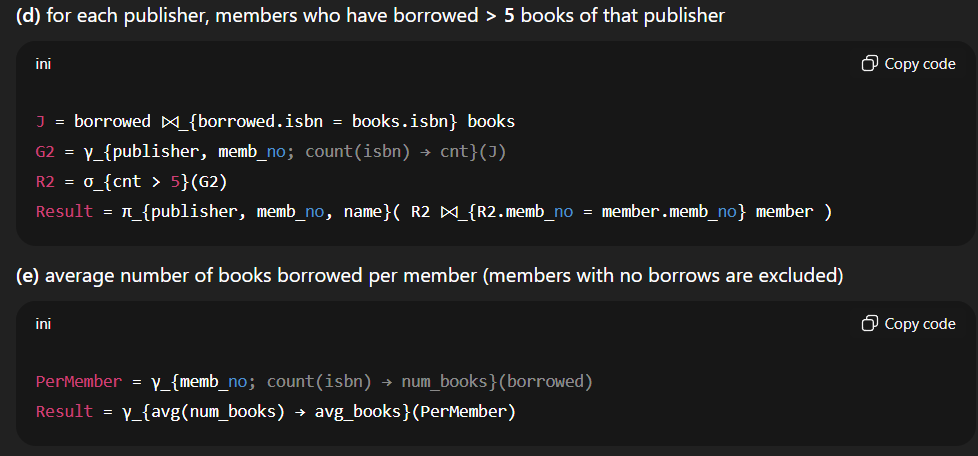 (d) for each publisher, members who have borrowed > 5 books of that publisher
ini
Copy code
J = borrowed ⨝_{borrowed.isbn = books.isbn} books
G2 = γ_{publisher, memb_no; count(isbn) → cnt}(J)
R2 = σ_{cnt > 5}(G2)
Result = π_{publisher, memb_no, name}( R2 ⨝_{R2.memb_no = member.memb_no} member )
(e) average number of books borrowed per member (members with no borrows are excluded)
ini
Copy code
PerMember = γ_{memb_no; count(isbn) → num_books}(borrowed)
Result = γ_{avg(num_books) → avg_books}(PerMember)